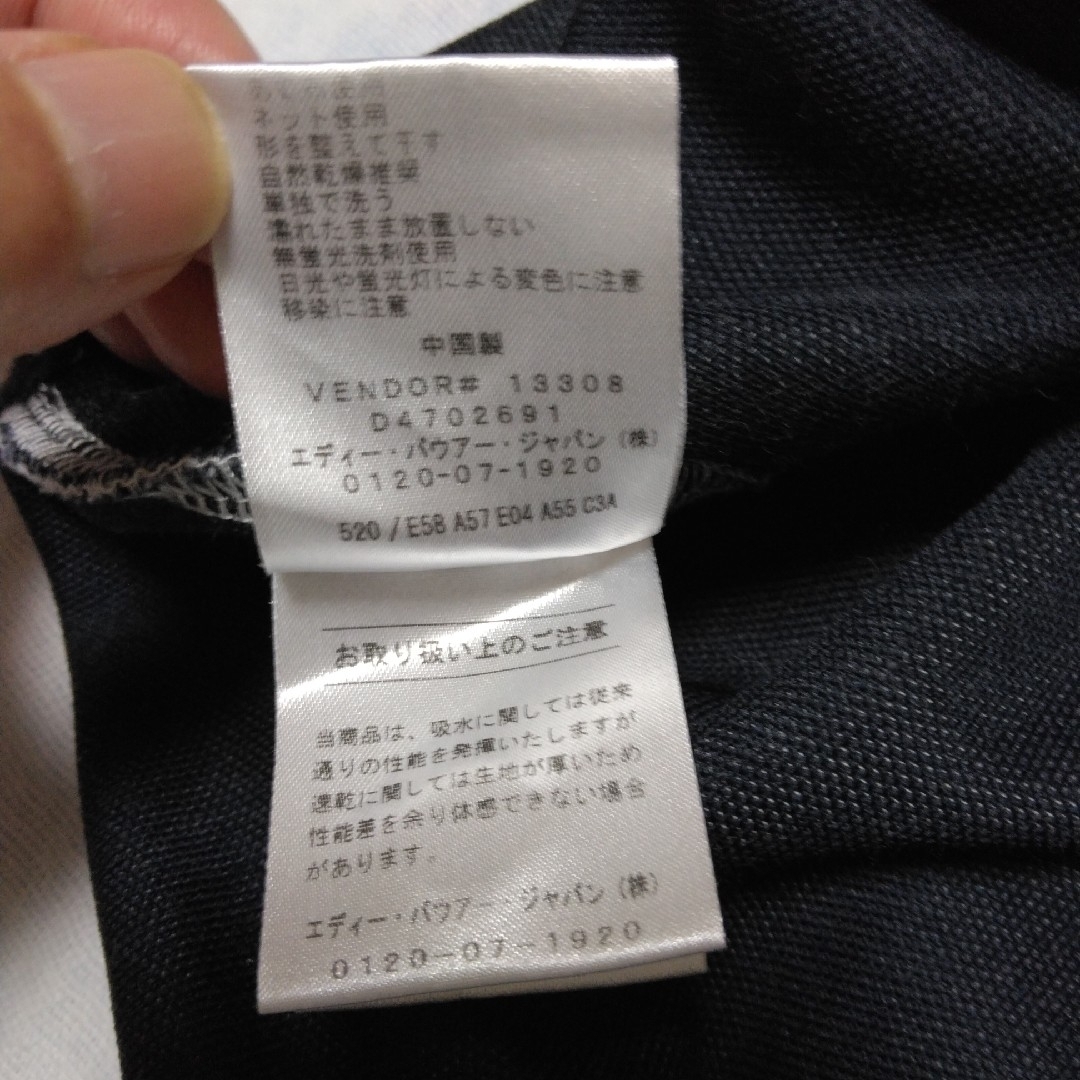 ネット使用
形を整えて干す
自然乾燥推奨
単独で洗う
濡れたまま放置しない
無蛍光洗剤使用
日光や蛍光灯による変色に注意
移染に注意
中国製
VENDOR# 13308
D4702691
エディー・バウアー・ジャパン（株）
0120-07-1920
520 / E58 A57 E04 A55 C3A
お取り扱い上のご注意
当商品は、吸水に関しては従来
通りの性能を発揮いたしますが
速乾に関しては生地が厚いため
性能差を余り体感できない場合
があります。
エディー・バウアー・ジャパン（株）
0120-07-1920